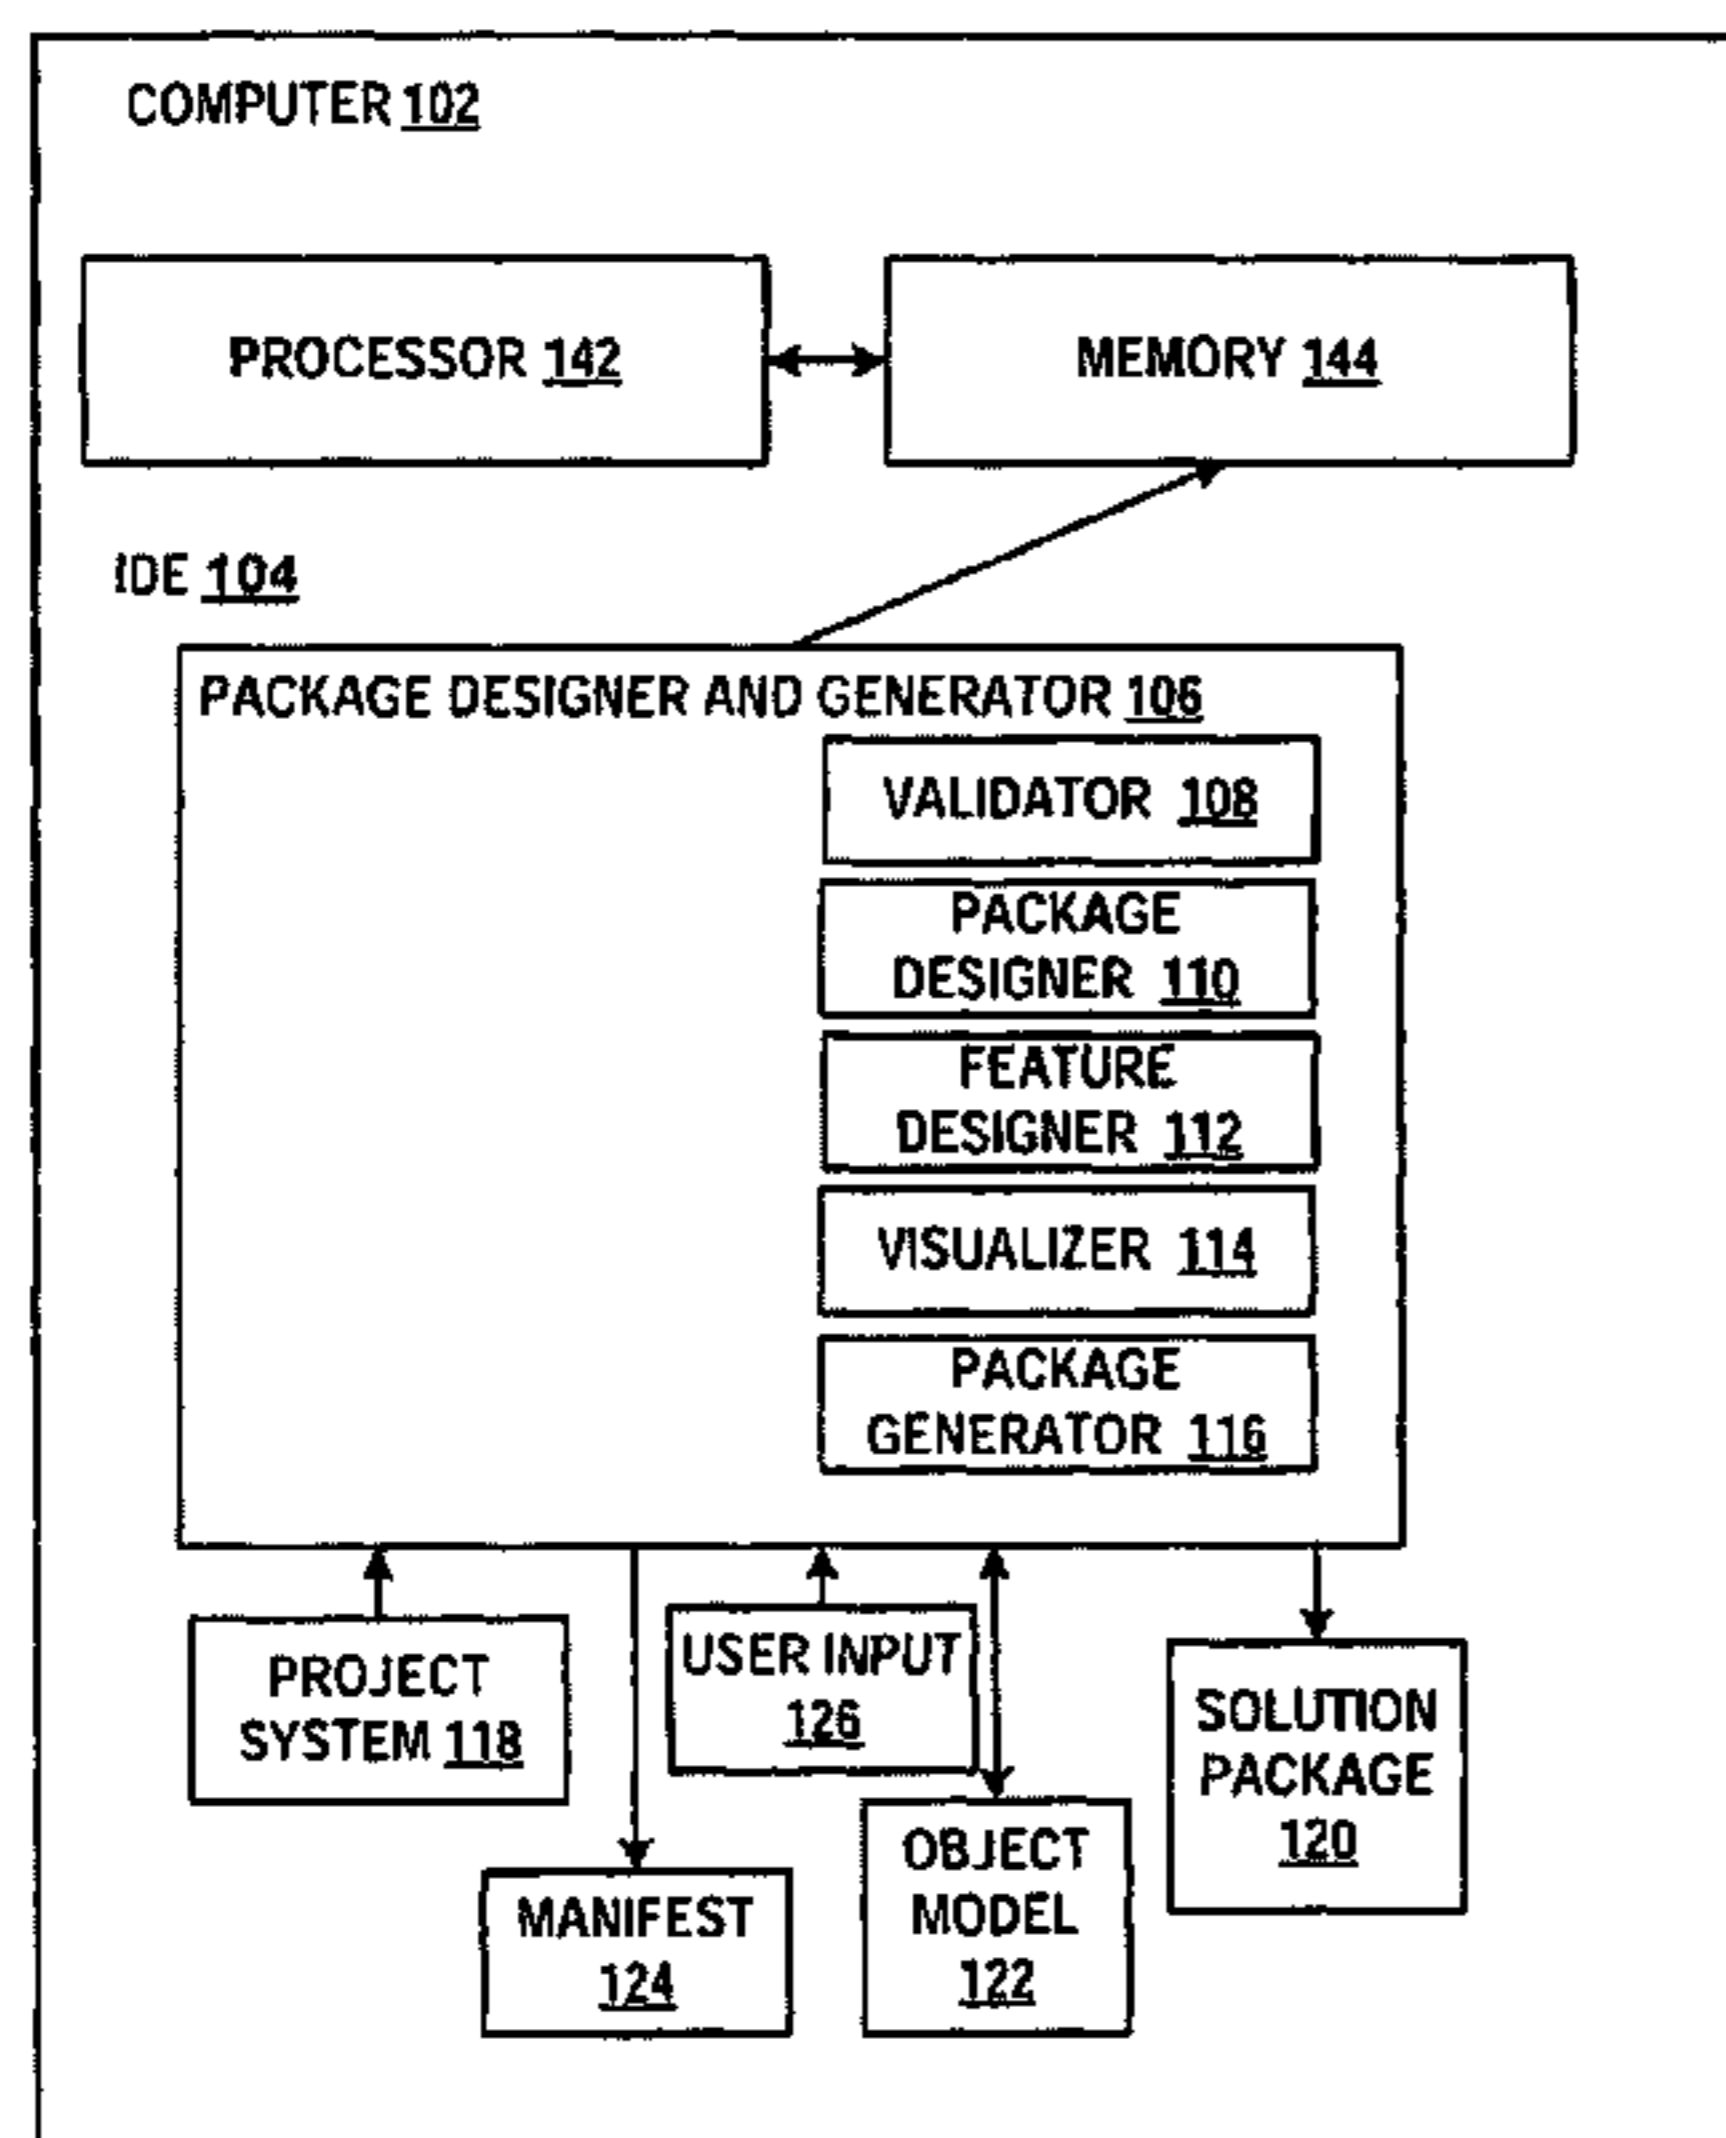 COMPUTER 102
PROCESSOR 142
MEMORY 144
IDE 104
PACKAGE DESIGNER AND GENERATOR 106
VALIDATOR 108
PACKAGE
DESIGNER 110
FEATURE
DESIGNER 112
VISUALIZER 114
PACKAGE
GENERATOR 116
PROJECT
SYSTEM 118
USER INPUT
126
SOLUTION
PACKAGE
120
MANIFEST
124
OBJECT
MODEL
122